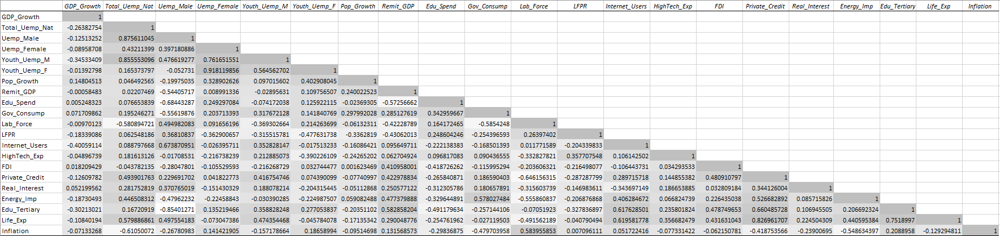 GDP_Growth Total_Uemp_Nat Uemp_Male Uemp_Female Youth_Uemp_M Youth_Uemp_F Pop_Growth Remit_GDP Edu_Spend Gov_Consump Lab_Force LFPR Internet_Users HighTech_Exp FDI Private_Credit Real_Interest Energy_Imp Edu_Tertiary Life_Exp Inflation
GDP_Growth 1
Total_Uemp_Nat -0.26382754 1
Uemp_Male -0.12513252 0.875611045 1
Uemp_Female -0.08958708 0.43211399 0.397180886 1
Youth_Uemp_M -0.34533409 0.855553096 0.476619277 0.761651551 1
Youth_Uemp_F -0.01392798 0.165373797 -0.052731 0.918119856 0.564562702 1
Pop_Growth 0.14804513 0.046492565 -0.19975035 0.328902626 0.097015602 0.402908045 1
Remit_GDP -0.00058483 0.02207469 -0.54405717 0.008991336 -0.02895631 0.109756507 0.240022523 1
Edu_Spend 0.005248323 0.076653839 -0.68443287 0.249297084 -0.074172038 0.125922115 -0.02369305 -0.57256662 1
Gov_Consump 0.071709862 0.195246271 -0.55619876 0.203713393 0.317672128 0.141840769 0.297992028 0.285127619 0.342959667 1
Lab_Force -0.00970123 -0.580894721 0.494982083 0.091656196 -0.369302664 0.214263699 -0.06132311 -0.42228789 0.164172465 -0.5854248 1
LFPR -0.18339086 0.062548186 0.36810837 -0.362900657 -0.315515781 -0.477631738 -0.3362819 -0.43062013 0.248604246 -0.254396593 0.26397402 1
Internet_Users -0.40059114 0.088797668 0.673870951 -0.026395711 0.352828147 -0.017513233 -0.16086421 0.095649711 -0.222138383 -0.168501393 0.011771589 -0.204339833 1
HighTech_Exp -0.04896739 0.181613126 -0.01708531 -0.216738239 0.212885073 -0.390226109 -0.24265202 0.062704924 0.096817083 0.090436555 -0.332827821 0.357707548 0.106142502 1
FDI 0.018209429 -0.043782135 -0.28047801 -0.105529593 -0.216268729 0.032744477 0.001623469 0.410958001 -0.418726262 -0.115995294 -0.203606321 -0.216498077 -0.106443731 0.034293533 1
Private_Credit -0.12609782 0.493901763 0.229691702 0.041822773 0.416754746 0.074390099 -0.07740997 0.422978834 -0.265840871 0.186590403 -0.646156315 -0.287287799 0.289715718 0.144855382 0.480910797 1
Real_Interest 0.052199562 0.281752819 0.370765019 -0.151430329 0.188078214 -0.204315445 -0.05112868 0.250577122 -0.312305786 0.180657891 -0.315603739 -0.146983611 -0.343697149 0.186653885 0.032809184 0.344126004 1
Energy_Imp -0.18730493 0.446508312 -0.47962232 -0.22458843 -0.030390285 -0.224987507 0.059082488 0.477379888 -0.329644891 0.578027484 -0.555860837 -0.206876868 0.406284672 0.066824739 0.226435038 0.526682892 0.085715826 1
Edu_Tertiary -0.30213021 0.16720919 -0.85401271 0.135219466 0.358828248 0.277053837 -0.20351102 0.582858204 -0.491179634 -0.257144106 -0.07051923 -0.327836897 0.617628501 0.235801824 0.478749653 0.660485728 0.106945505 0.206692324 1
Life_Exp -0.10840194 0.579886861 0.497554183 -0.073047386 0.474354468 -0.045784078 -0.17135342 0.290048776 -0.254761962 -0.027119503 -0.491562189 -0.040790494 0.619581778 0.356682479 0.431631043 0.826961707 0.224504309 0.440595384 0.7518997 1
Inflation -0.07133268 -0.61050072 -0.26780983 0.141421905 -0.157178664 0.18658994 -0.09514698 0.131568573 -0.29836875 -0.479703958 0.583955853 0.007096111 0.051722416 -0.077331422 -0.062150781 -0.418753566 -0.23900695 -0.548634397 0.2088958 -0.129294811 1